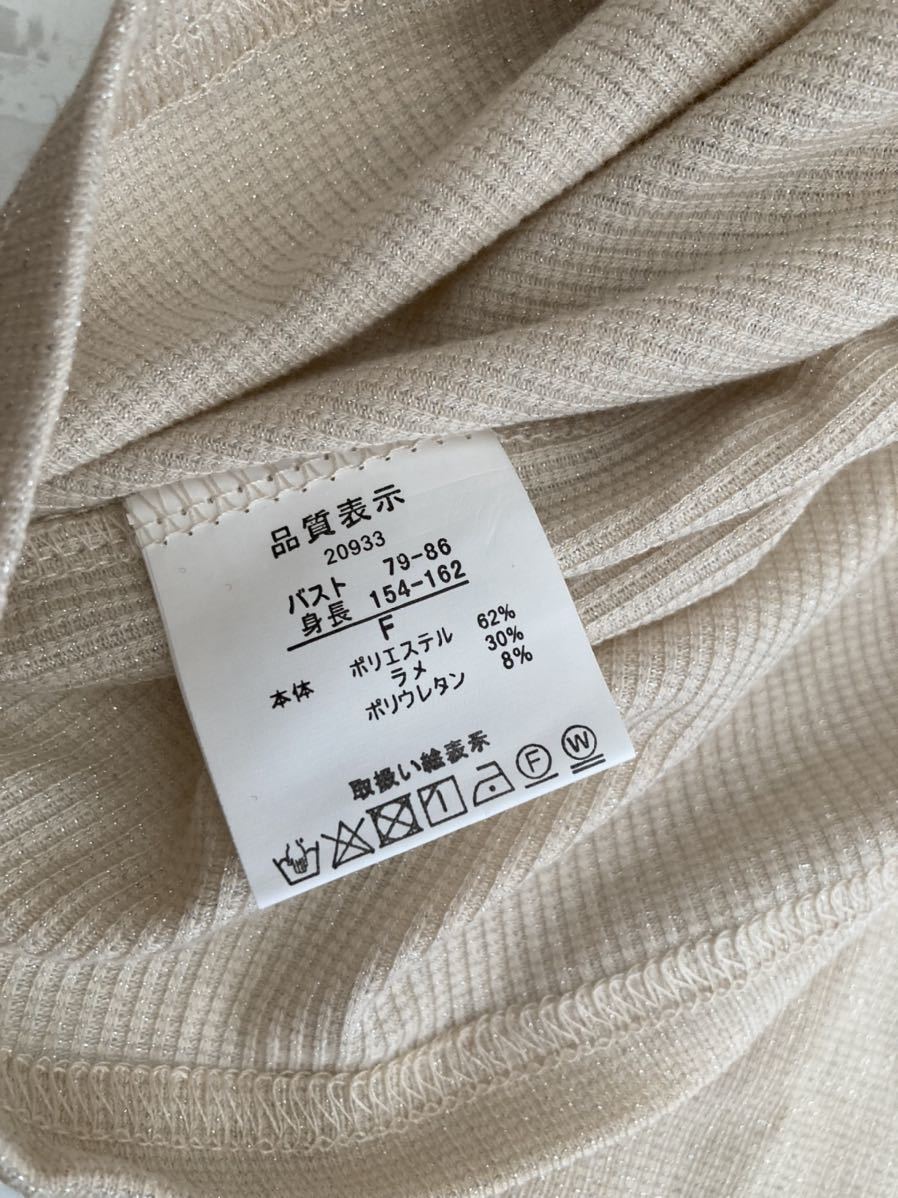 品質表示
20933
バスト 79-86
身長 154-162
F
本体 ポリエステル 62%
ラメ 30%
ポリウレタン 8%
取扱い絵表示
F W